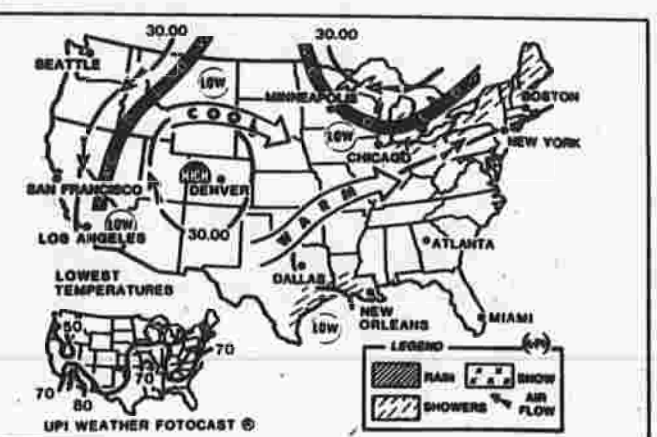 30.00
30.00
SEATTLE
LOW
MINNEAPOLIS
BOSTON
COOL
LOW
NEW YORK
CHICAGO
HIGH
SAN FRANCISCO
DENVER
WARM
LOW
30.00
LOS ANGELES
ATLANTA
LOWEST
TEMPERATURES
DALLAS
NEW
ORLEANS
LOW
MIAMI
50
70
70
70
80
LEGEND
UPI
RAIN
SNOW
SHOWERS
AIR
FLOW
UPI WEATHER FOTOCAST ®